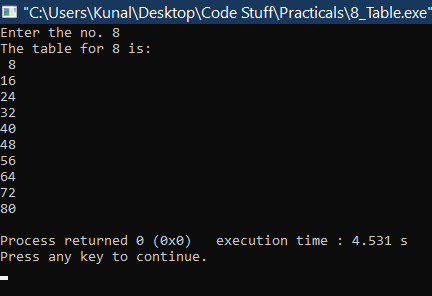 "C:\Users\Kunal\Desktop\Code Stuff\Practicals\8_Table.exe"
Enter the no. 8
The table for 8 is:
 8
16
24
32
40
48
56
64
72
80

Process returned 0 (0x0)   execution time : 4.531 s
Press any key to continue.